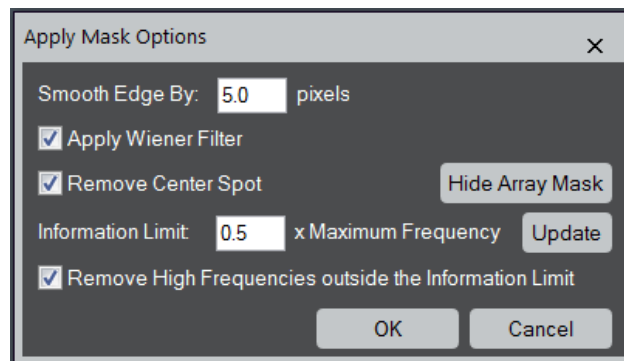 Apply Mask Options
Smooth Edge By: 5.0 pixels
Apply Wiener Filter
Remove Center Spot Hide Array Mask
Information Limit: 0.5 x Maximum Frequency Update
Remove High Frequencies outside the Information Limit
OK Cancel